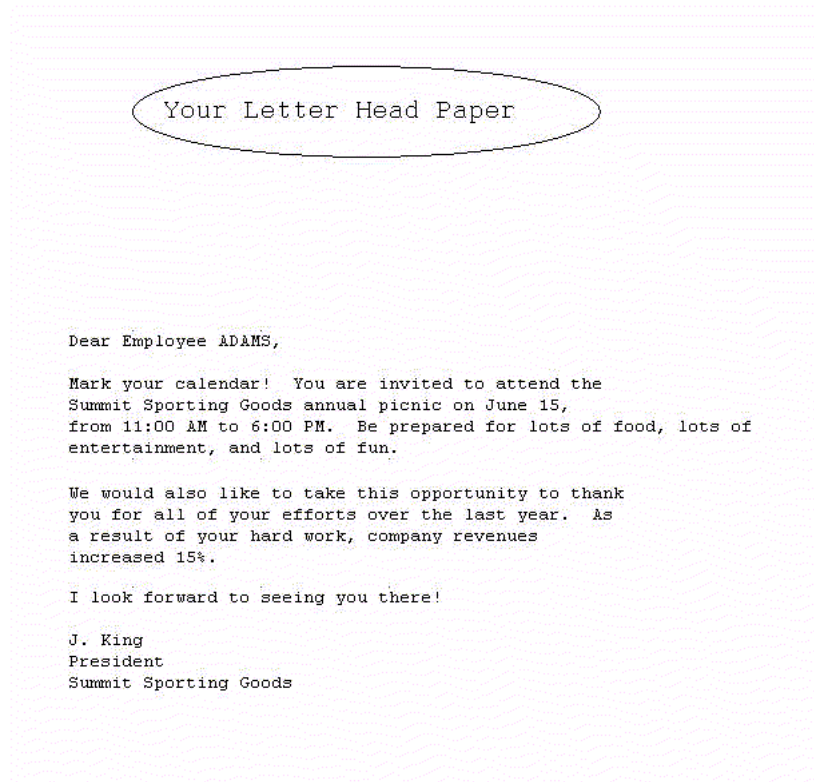 Your Letter Head Paper
Dear Employee ADAMS,
Mark your calendar!  You are invited to attend the
Summit Sporting Goods annual picnic on June 15,
from 11:00 AM to 6:00 PM.  Be prepared for lots of food, lots of
entertainment, and lots of fun.
We would also like to take this opportunity to thank
you for all of your efforts over the last year.  As
a result of your hard work, company revenues
increased 15%.
I look forward to seeing you there!
J. King
President
Summit Sporting Goods